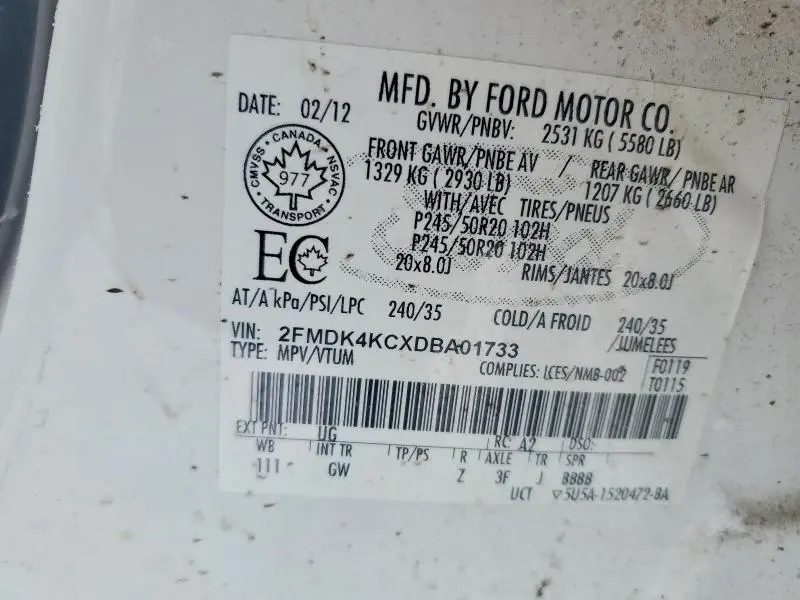 MFD. BY FORD MOTOR CO.
DATE: 02/12
GVWR/PNBV: 2531 KG ( 5580 LB)
FRONT GAWR/PNBE AV / REAR GAWR/ PNBE AR
1329 KG ( 2930 LB) 1207 KG ( 2660 LB)
CMVSS • CANADA • NSVAC
977
• TRANSPORT •
WITH/AVEC TIRES/PNEUS
P245/50R20 102H
P245/50R20 102H
EC
20x8.0J RIMS/JANTES 20x8.0J
AT/A kPa/PSI/LPC 240/35 COLD/A FROID 240/35
VIN: 2FMDK4KCXDBA01733 /JUMELEES
TYPE: MPV/VTUM COMPLIES: LCES/NMB-002 F0119
T0115
EXT PNT: UG RC: A2 DSO:
WB INT TR TP/PS R AXLE TR SPR
111 GW Z 3F J 8888
UCT ▽5U5A-1520472-BA